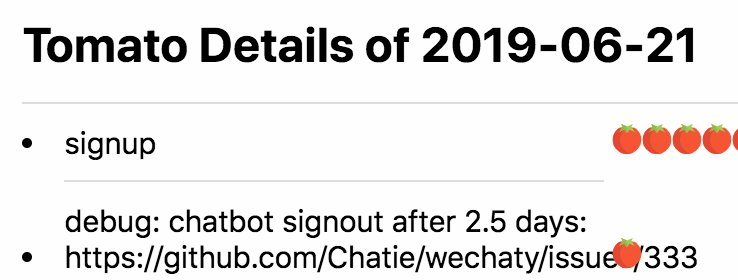 Tomato Details of 2019-06-21
signup
debug: chatbot signout after 2.5 days:
https://github.com/Chatie/wechaty/issues/333